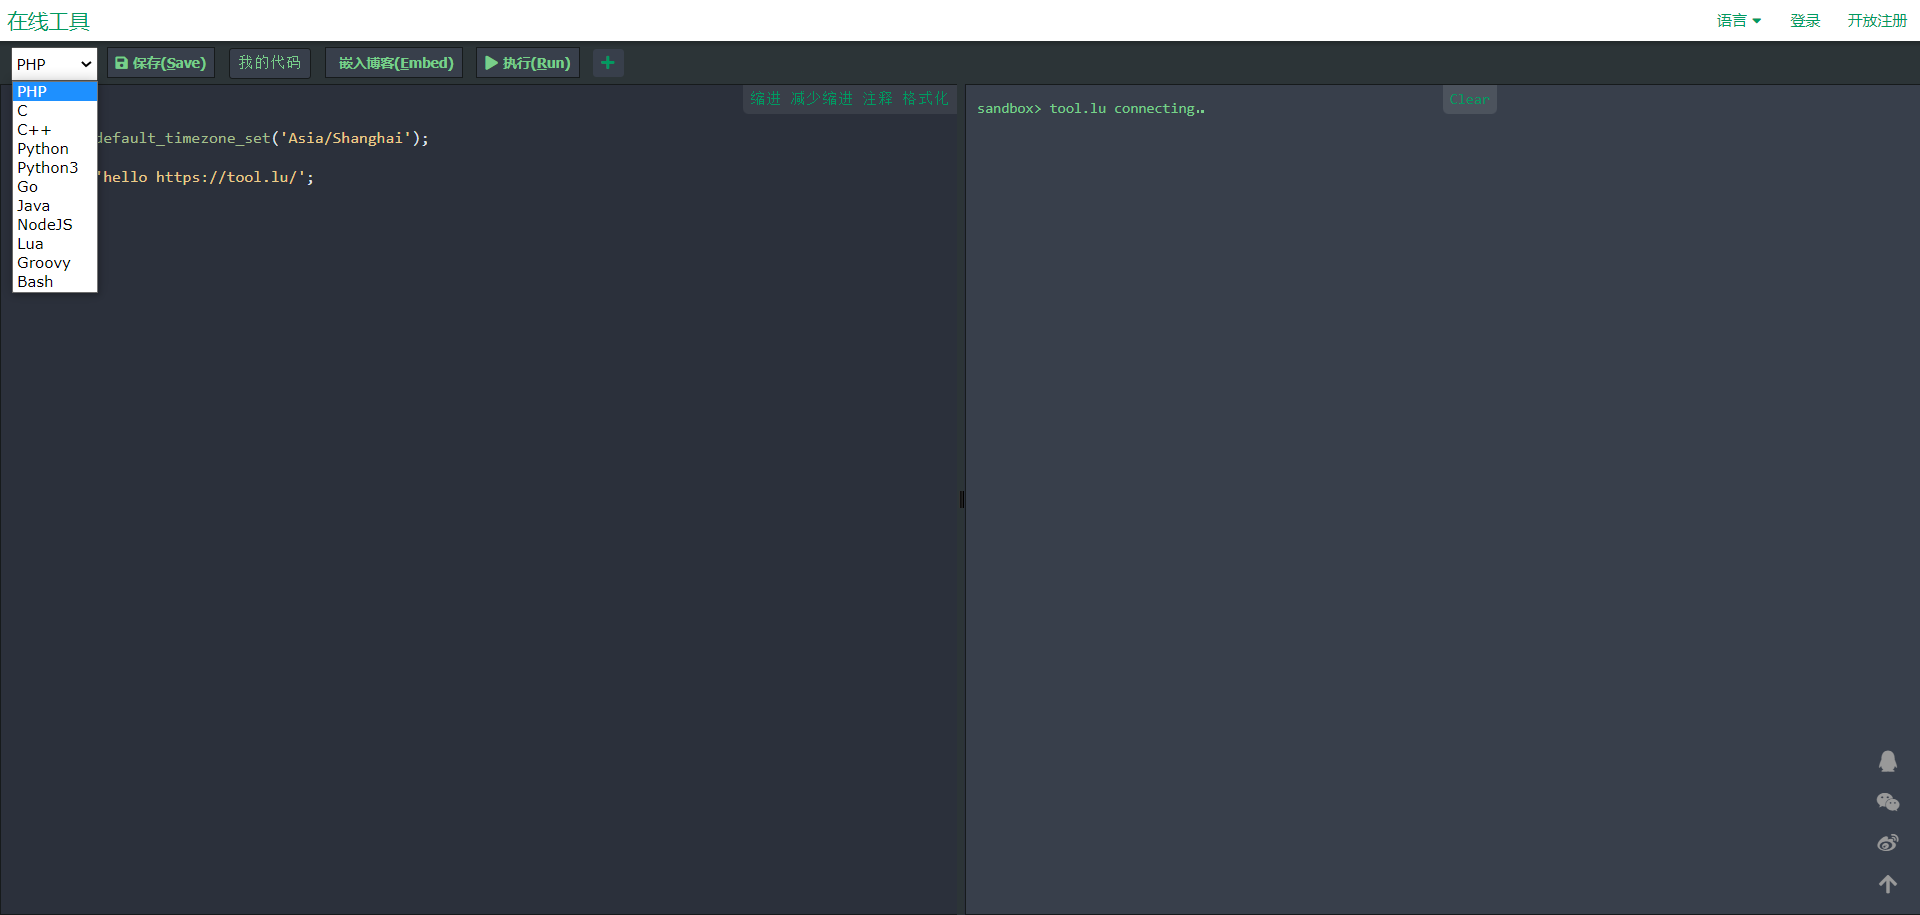 在线工具
语言 登录 开放注册
PHP 保存(Save) 我的代码 嵌入博客(Embed) 执行(Run) +
PHP
C
C++
Python
Python3
Go
Java
NodeJS
Lua
Groovy
Bash
缩进 减少缩进 注释 格式化
default_timezone_set('Asia/Shanghai');
'hello https://tool.lu/';
Clear
sandbox> tool.lu connecting..